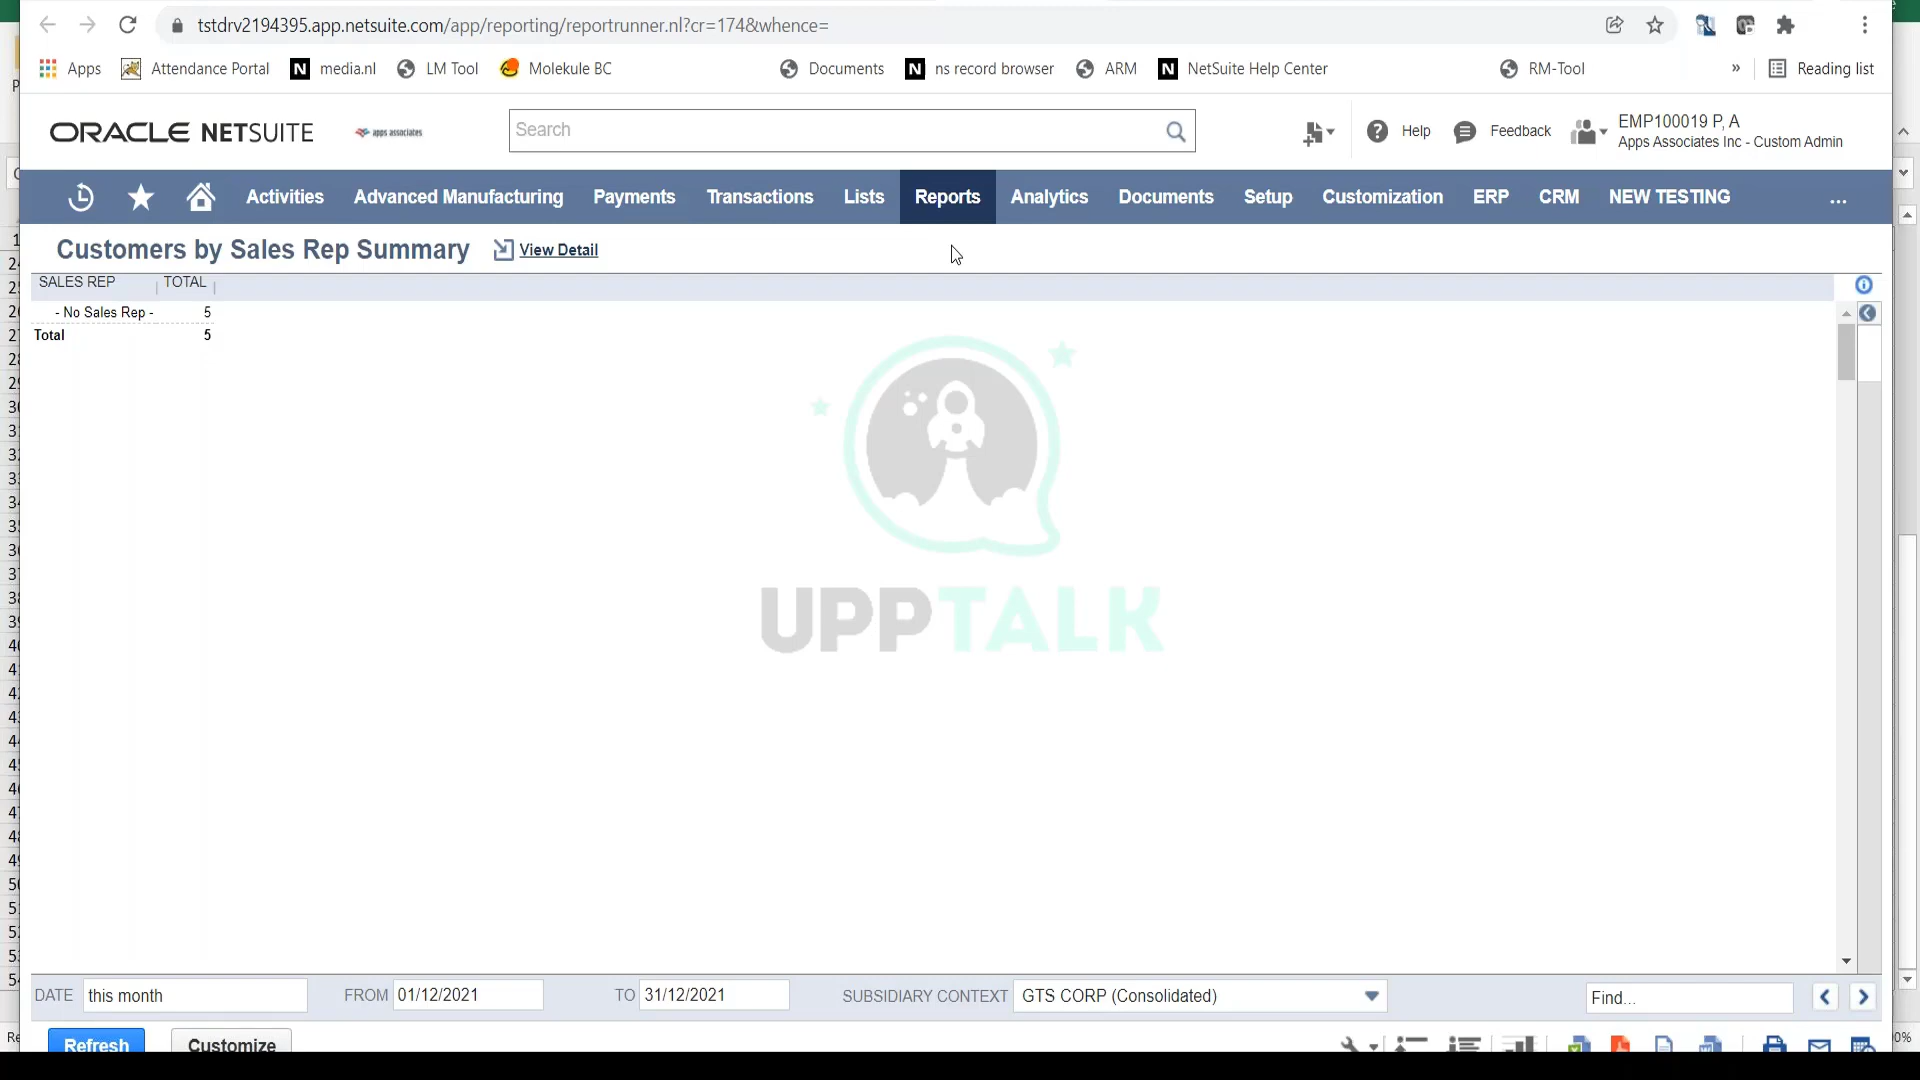 tstdrv2194395.app.netsuite.com/app/reporting/reportrunner.nl?cr=174&whence=
Apps Attendance Portal N media.nl LM Tool Molekule BC Documents N ns record browser ARM N NetSuite Help Center RM-Tool » Reading list
ORACLE NETSUITE apps associates Search Help Feedback EMP100019 P, A
Apps Associates Inc - Custom Admin
Activities Advanced Manufacturing Payments Transactions Lists Reports Analytics Documents Setup Customization ERP CRM NEW TESTING ...
Customers by Sales Rep Summary View Detail
SALES REP TOTAL
- No Sales Rep - 5
Total 5
UPPTALK
DATE this month FROM 01/12/2021 TO 31/12/2021 SUBSIDIARY CONTEXT GTS CORP (Consolidated) Find...
Refresh Customize